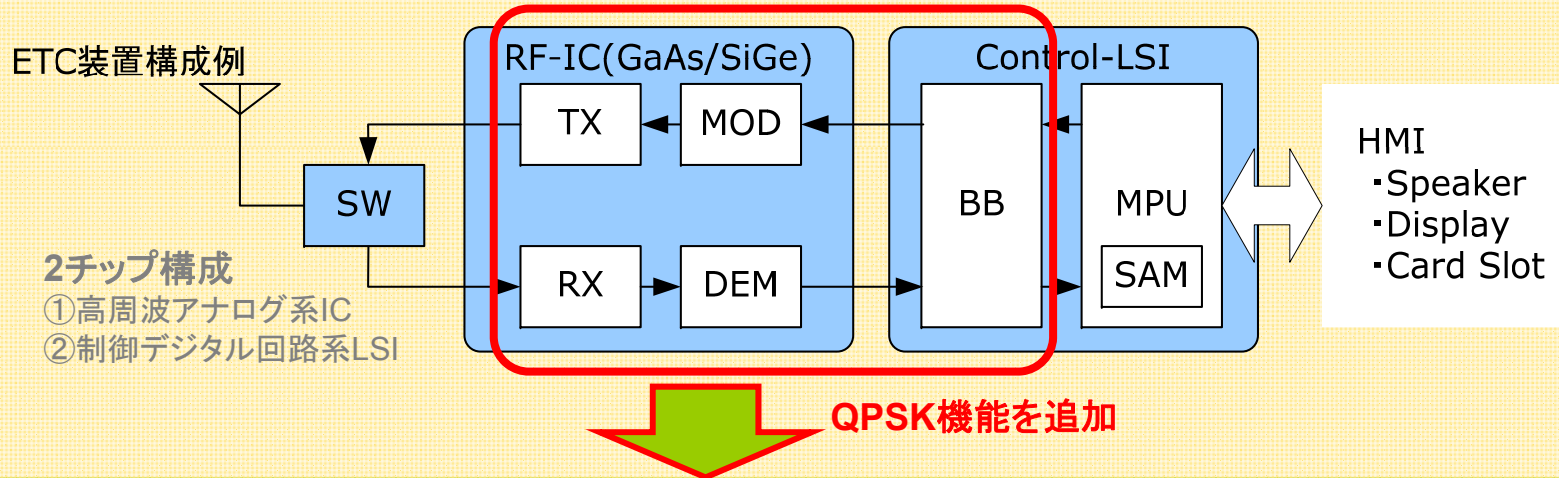 ETC装置構成例
RF-IC(GaAs/SiGe)
Control-LSI
TX
MOD
SW
BB
MPU
RX
DEM
SAM
HMI
・Speaker
・Display
・Card Slot
2チップ構成
①高周波アナログ系IC
②制御デジタル回路系LSI
QPSK機能を追加